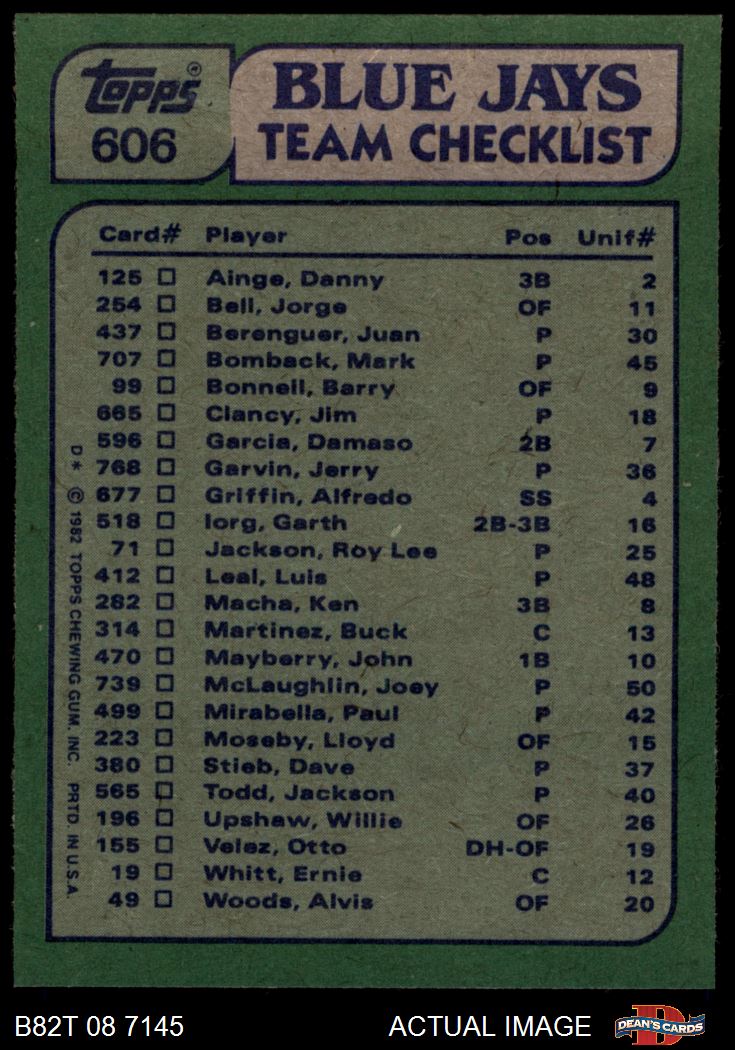 topps®
606
BLUE JAYS
TEAM CHECKLIST
Card# Player Pos Unif#
125 Ainge, Danny 3B 2
254 Bell, Jorge OF 11
437 Berenguer, Juan P 30
707 Bomback, Mark P 45
99 Bonnell, Barry OF 9
665 Clancy, Jim P 18
596 Garcia, Damaso 2B 7
768 Garvin, Jerry P 36
677 Griffin, Alfredo SS 4
518 Iorg, Garth 2B-3B 16
71 Jackson, Roy Lee P 25
412 Leal, Luis P 48
282 Macha, Ken 3B 8
314 Martinez, Buck C 13
470 Mayberry, John 1B 10
739 McLaughlin, Joey P 50
499 Mirabella, Paul P 42
223 Moseby, Lloyd OF 15
380 Stieb, Dave P 37
565 Todd, Jackson P 40
196 Upshaw, Willie OF 26
155 Velez, Otto DH-OF 19
19 Whitt, Ernie C 12
49 Woods, Alvis OF 20
D* © 1982 TOPPS CHEWING GUM, INC. PRTD. IN U.S.A.
B82T 08 7145 ACTUAL IMAGE DEAN'S CARDS